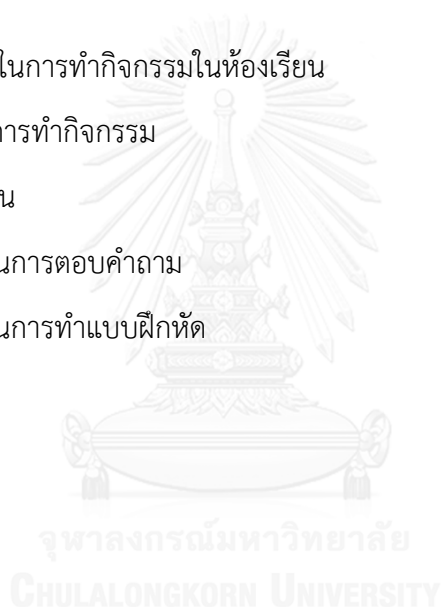 ในการทำกิจกรรมในห้องเรียน
การทำกิจกรรม
น
นการตอบคำถาม
นการทำแบบฝึกหัด
จุฬาลงกรณ์มหาวิทยาลัย
CHULALONGKORN UNIVERSITY